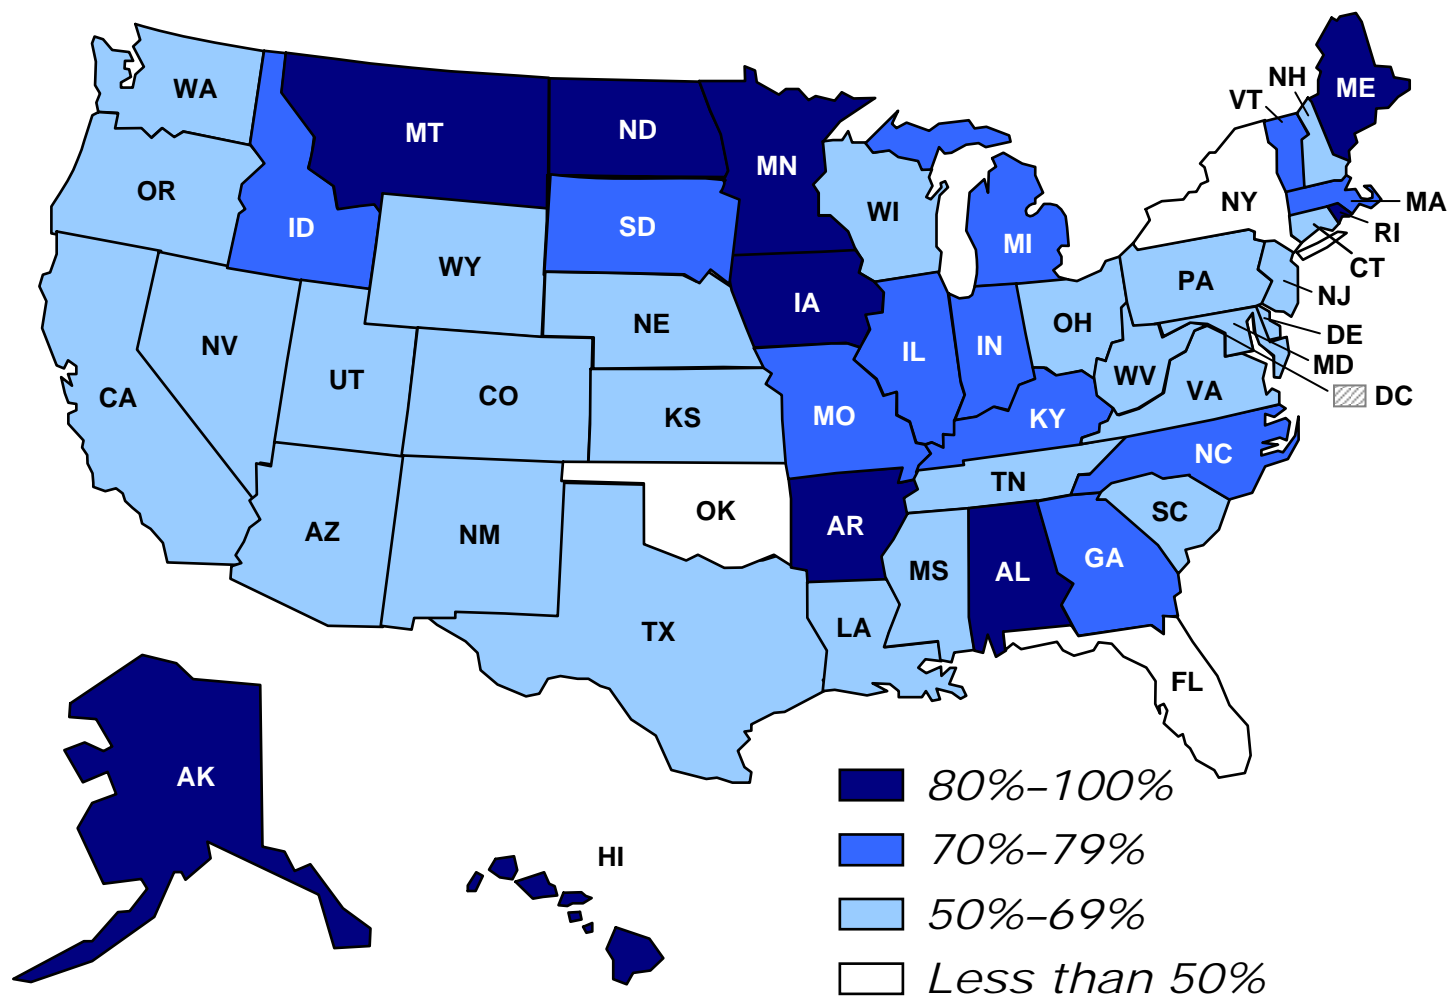 WA
MT
ND
MN
OR
ID
SD
WI
MI
NY
VT
NH
ME
MA
RI
CT
NJ
DE
MD
DC
WY
IA
PA
NE
OH
NV
UT
CO
IL
IN
WV
VA
CA
KS
MO
KY
NC
TN
AZ
NM
OK
AR
SC
MS
AL
GA
TX
LA
FL
AK
HI
80%–100%
70%–79%
50%–69%
Less than 50%